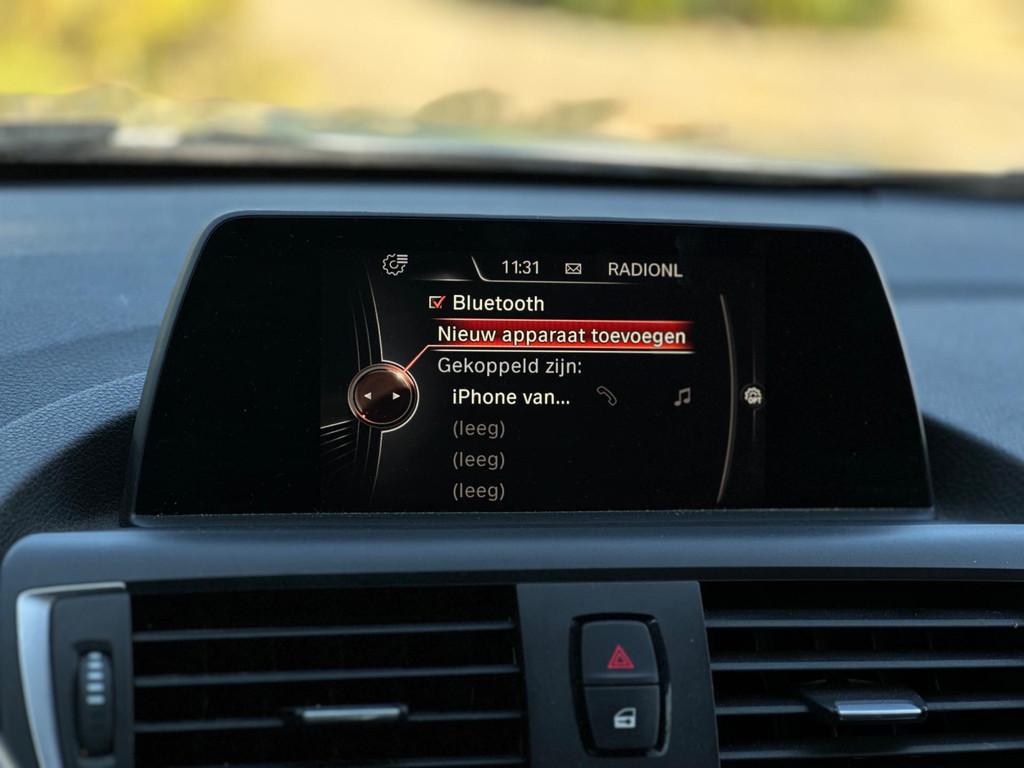 11:31 RADIONL
Bluetooth
Nieuw apparaat toevoegen
Gekoppeld zijn:
iPhone van...
(leeg)
(leeg)
(leeg)